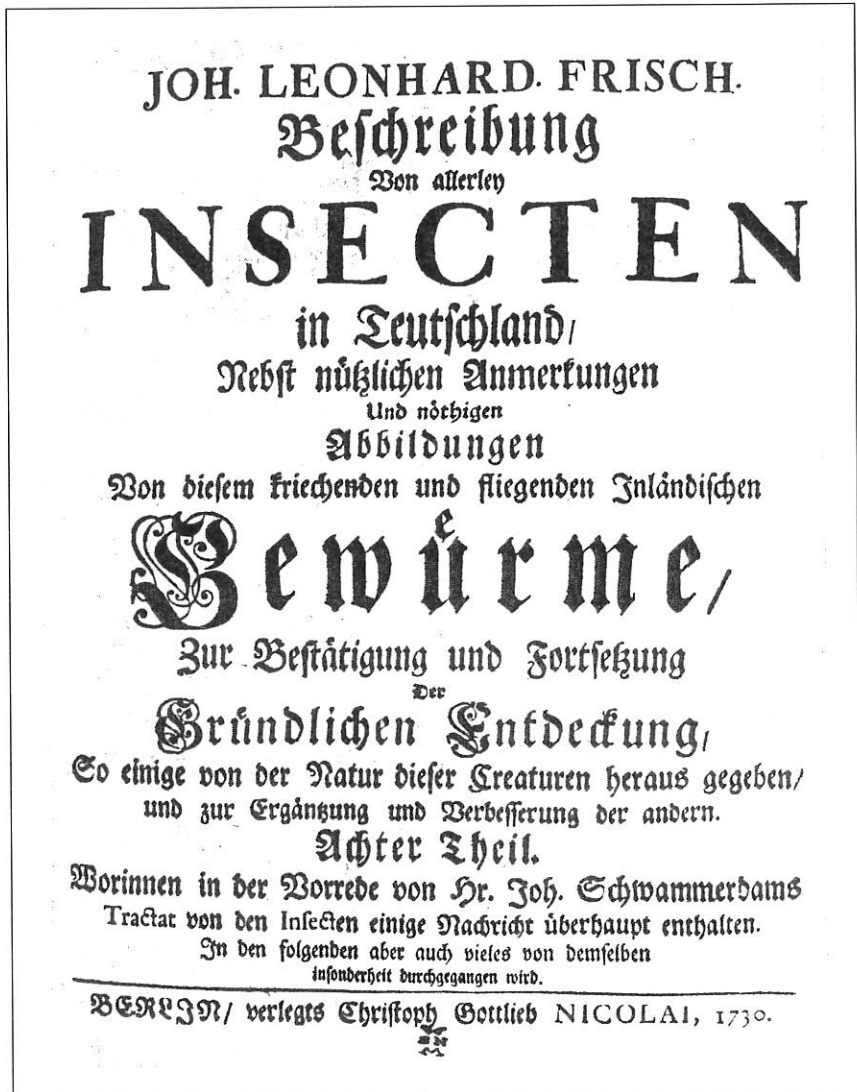 JOH. LEONHARD. FRISCH.
Beſchreibung
Von allerley
INSECTEN
in Teutſchland/
Nebſt nützlichen Anmerkungen
Und nöthigen
Abbildungen
Von dieſem kriechenden und fliegenden Inländiſchen
Gewürme/
Zur Beſtätigung und Fortſetzung
Der
Gründlichen Entdeckung/
So einige von der Natur dieſer Creaturen heraus gegeben/
und zur Ergäntzung und Verbeſſerung der andern.
Achter Theil.
Worinnen in der Vorrede von Hr. Joh. Schwammerdams
Tractat von den Inſecten einige Nachricht überhaupt enthalten.
In den folgenden aber auch vieles von demſelben
inſonderheit durchgegangen wird.
BERLIN/ verlegts Chriſtoph Gottlieb NICOLAI, 1730.